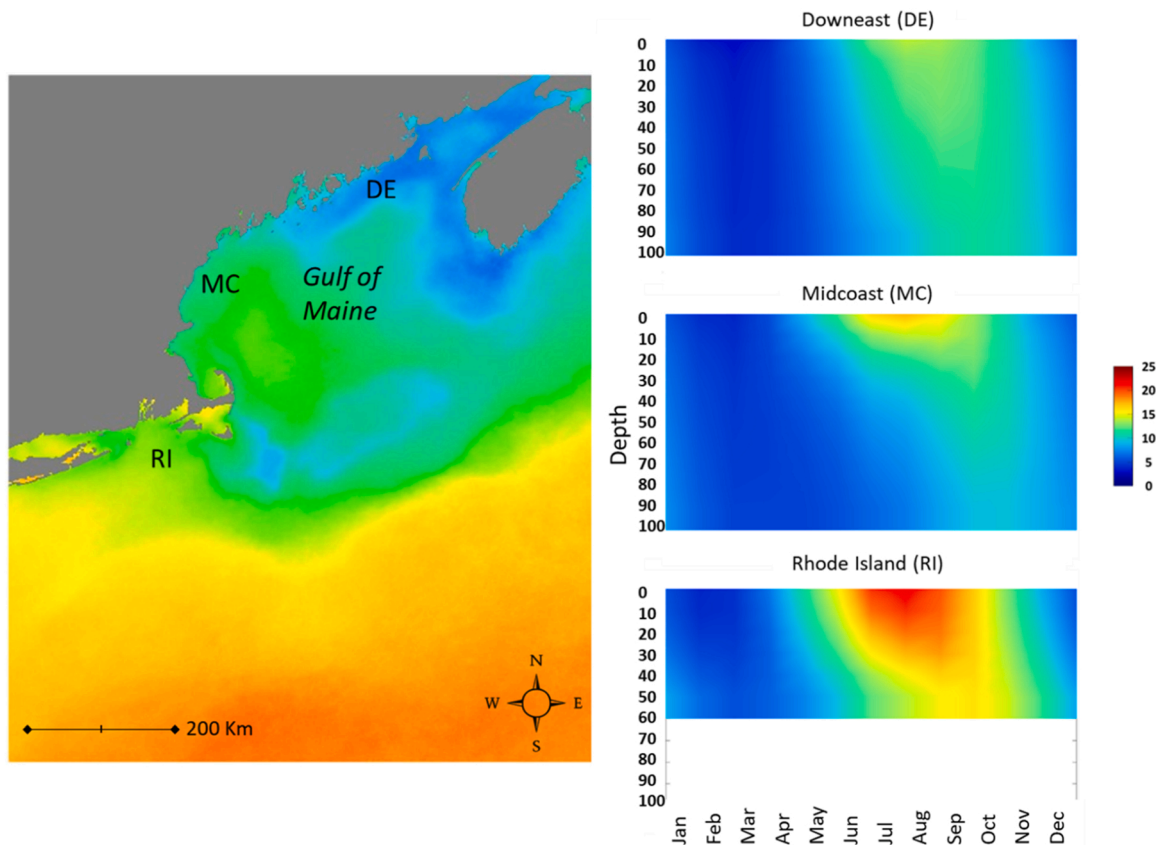 DE
MC
Gulf of
Maine
RI
N
W
E
S
200 Km
Downeast (DE)
0
10
20
30
40
50
60
70
80
90
100
Midcoast (MC)
0
10
20
30
40
50
60
70
80
90
100
Depth
25
20
15
10
5
0
Rhode Island (RI)
0
10
20
30
40
50
60
70
80
90
100
Jan
Feb
Mar
Apr
May
Jun
Jul
Aug
Sep
Oct
Nov
Dec